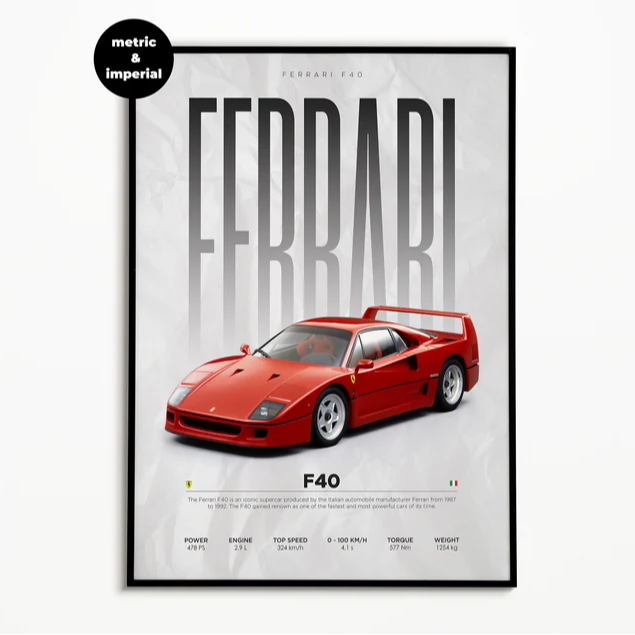 metric
&
imperial
FERRARI F40
FERRARI
F40
The Ferrari F40 is an iconic supercar produced by the Italian automobile manufacturer Ferrari from 1987
to 1992. The F40 gained renown as one of the fastest and most powerful cars of its time.
POWER ENGINE TOP SPEED 0 - 100 KM/H TORQUE WEIGHT
478 PS 2.9 L 324 km/h 4,1 s 577 Nm 1254 kg